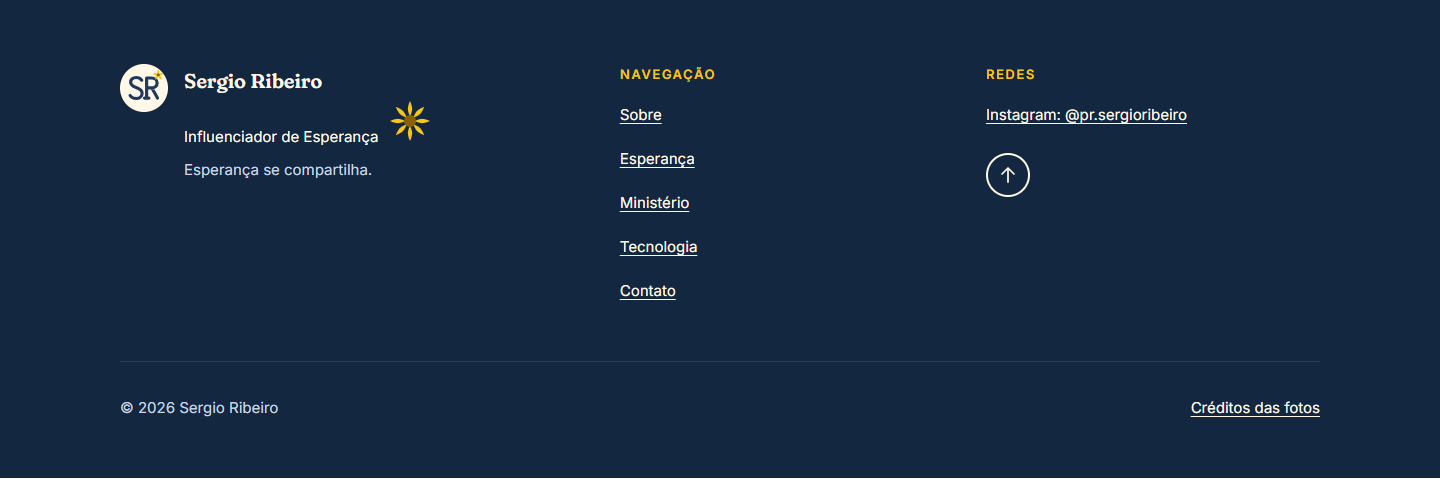 SR
Sergio Ribeiro
Influenciador de Esperança
Esperança se compartilha.
NAVEGAÇÃO
Sobre
Esperança
Ministério
Tecnologia
Contato
REDES
Instagram: @pr.sergioribeiro
© 2026 Sergio Ribeiro
Créditos das fotos